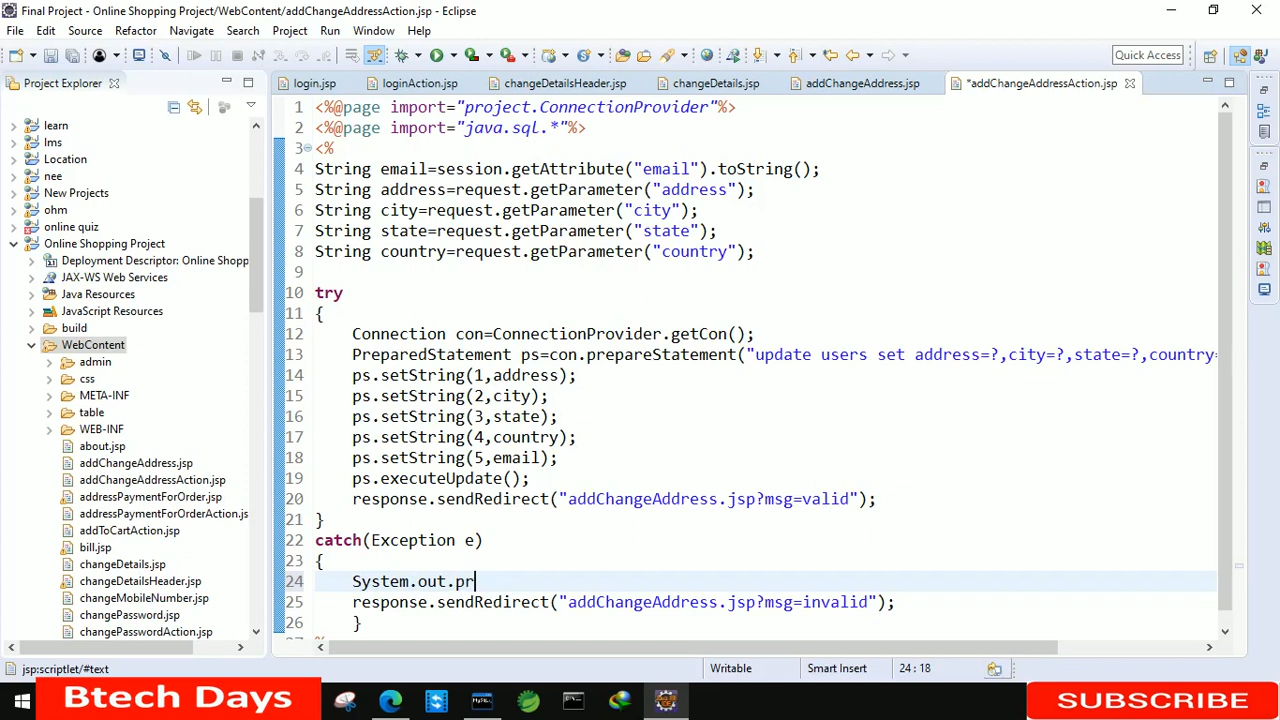 Final Project - Online Shopping Project/WebContent/addChangeAddressAction.jsp - Eclipse
File Edit Source Refactor Navigate Search Project Run Window Help
Quick Access
Project Explorer
login.jsp loginAction.jsp changeDetailsHeader.jsp changeDetails.jsp addChangeAddress.jsp *addChangeAddressAction.jsp
learn
lms
Location
nee
New Projects
ohm
online quiz
Online Shopping Project
Deployment Descriptor: Online Shopp
JAX-WS Web Services
Java Resources
JavaScript Resources
build
WebContent
admin
css
META-INF
table
WEB-INF
about.jsp
addChangeAddress.jsp
addChangeAddressAction.jsp
addressPaymentForOrder.jsp
addressPaymentForOrderAction.js
addToCartAction.jsp
bill.jsp
changeDetails.jsp
changeDetailsHeader.jsp
changeMobileNumber.jsp
changePassword.jsp
changePasswordAction.jsp
1 <%@page import="project.ConnectionProvider"%>
2 <%@page import="java.sql.*"%>
3 <%
4 String email=session.getAttribute("email").toString();
5 String address=request.getParameter("address");
6 String city=request.getParameter("city");
7 String state=request.getParameter("state");
8 String country=request.getParameter("country");
9
10 try
11 {
12 Connection con=ConnectionProvider.getCon();
13 PreparedStatement ps=con.prepareStatement("update users set address=?,city=?,state=?,country=
14 ps.setString(1,address);
15 ps.setString(2,city);
16 ps.setString(3,state);
17 ps.setString(4,country);
18 ps.setString(5,email);
19 ps.executeUpdate();
20 response.sendRedirect("addChangeAddress.jsp?msg=valid");
21 }
22 catch(Exception e)
23 {
24 System.out.pr
25 response.sendRedirect("addChangeAddress.jsp?msg=invalid");
26 }
jsp:scriptlet/#text Writable Smart Insert 24 : 18
Btech Days SUBSCRIBE